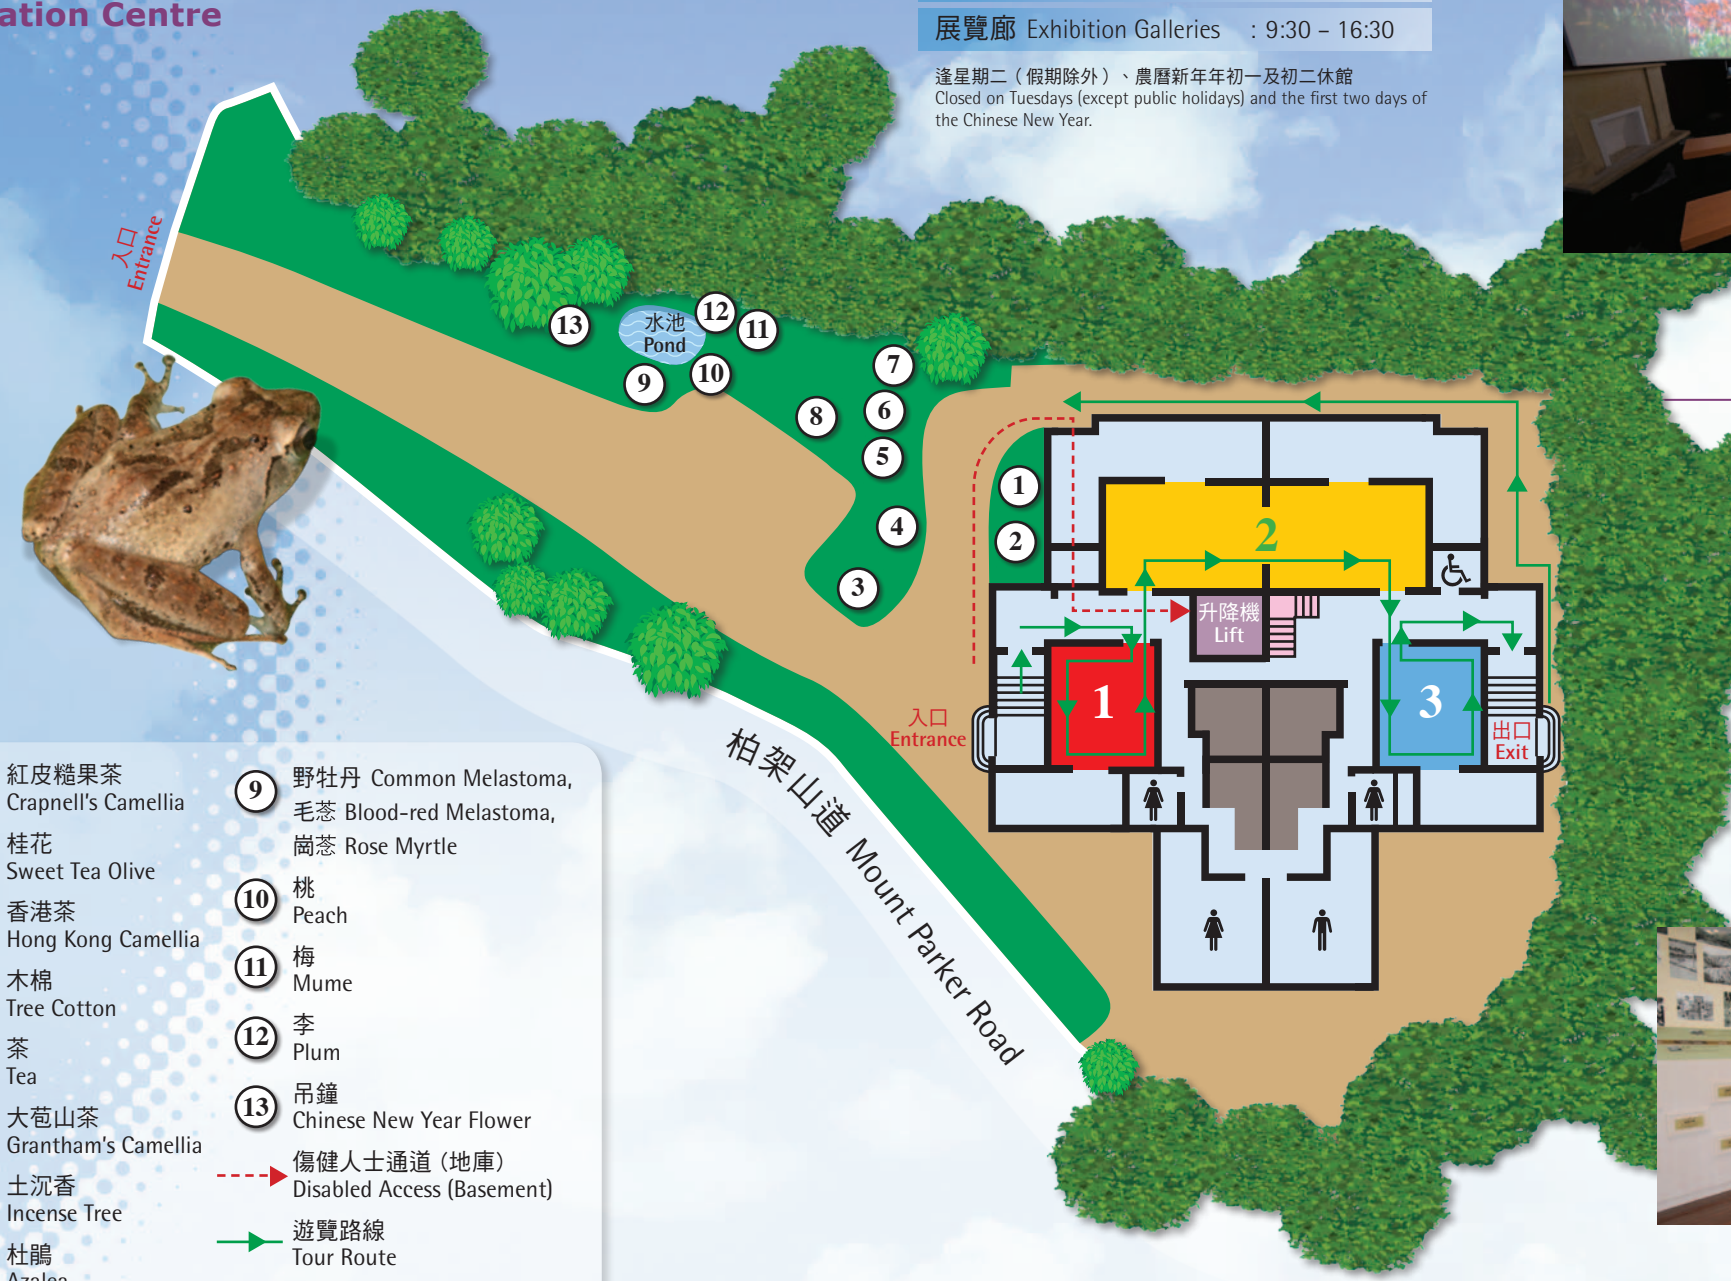 ation Centre
展覽廊 Exhibition Galleries : 9:30 – 16:30
逢星期二（假期除外）、農曆新年年初一及初二休館
Closed on Tuesdays (except public holidays) and the first two days of
the Chinese New Year.
入口
Entrance
13
水池
Pond
12
11
9
10
7
8
6
5
4
3
1
2
2
升降機
Lift
1
3
入口
Entrance
出口
Exit
柏架山道 Mount Parker Road
紅皮糙果茶
Crapnell's Camellia
桂花
Sweet Tea Olive
香港茶
Hong Kong Camellia
木棉
Tree Cotton
茶
Tea
大苞山茶
Grantham's Camellia
土沉香
Incense Tree
杜鵑
Azalea
9 野牡丹 Common Melastoma,
毛菍 Blood-red Melastoma,
崗菍 Rose Myrtle
10 桃
Peach
11 梅
Mume
12 李
Plum
13 吊鐘
Chinese New Year Flower
傷健人士通道（地庫）
Disabled Access (Basement)
遊覽路線
Tour Route